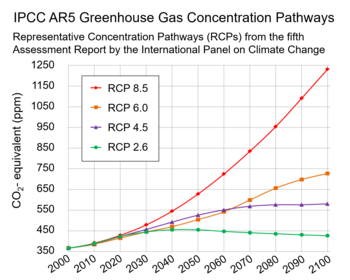 IPCC AR5 Greenhouse Gas Concentration Pathways
Representative Concentration Pathways (RCPs) from the fifth
Assessment Report by the International Panel on Climate Change
CO2- equivalent (ppm)
1250
1150
1050
950
850
750
650
550
450
350
RCP 8.5
RCP 6.0
RCP 4.5
RCP 2.6
2000 2010 2020 2030 2040 2050 2060 2070 2080 2090 2100